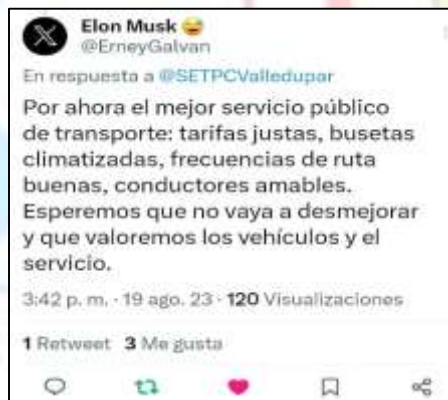 Elon Musk 😅
@ErneyGalvan
En respuesta a @SETPCValledupar
Por ahora el mejor servicio público
de transporte: tarifas justas, busetas
climatizadas, frecuencias de ruta
buenas, conductores amables.
Esperemos que no vaya a desmejorar
y que valoremos los vehículos y el
servicio.
3:42 p. m. · 19 ago. 23 · 120 Visualizaciones
1 Retweet 3 Me gusta